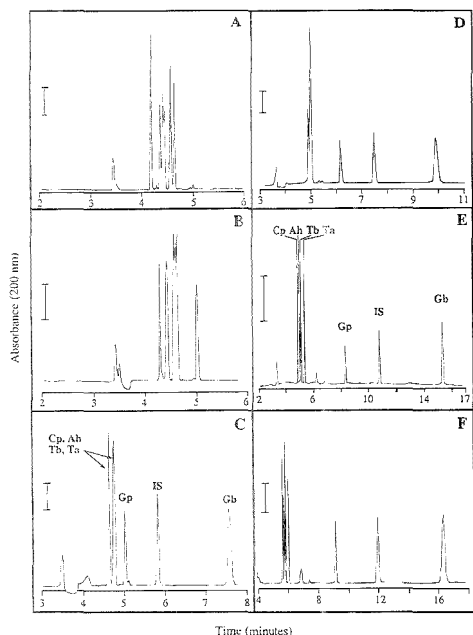 A
2 3 4 5 6
B
2 3 4 5
C
Cp, Ah
Tb, Ta
Gp
IS
Gb
3 4 5 6 7 8
D
3 5 7 9 11
E
Cp Ah Tb Ta
Gp
IS
Gb
2 6 10 13 17
F
4 8 12 16
Absorbance (200 nm)
Time (minutes)